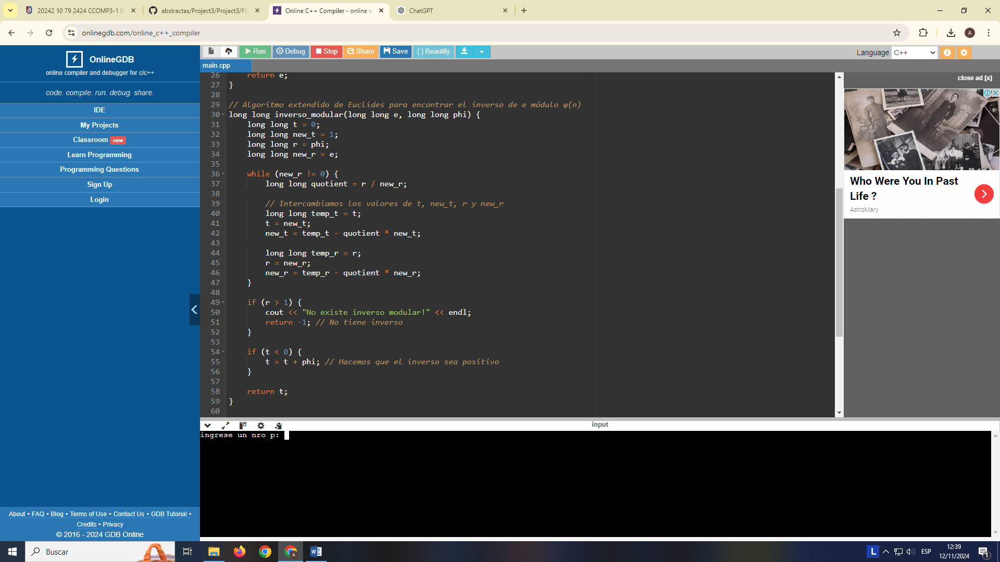 20242 10 79 2424 CCOMP3-1 0
abstractas/Project3/Project3/Fil
Online C++ Compiler - online e
ChatGPT
onlinegdb.com/online_c++_compiler
A
OnlineGDB
online compiler and debugger for c/c++
code. compile. run. debug. share.
IDE
My Projects
Classroom new
Learn Programming
Programming Questions
Sign Up
Login
About • FAQ • Blog • Terms of Use • Contact Us • GDB Tutorial •
Credits • Privacy
© 2016 - 2024 GDB Online
Run Debug Stop Share Save { } Beautify
Language C++
main.cpp
26 return e;
27 }
28
29 // Algoritmo extendido de Euclides para encontrar el inverso de e módulo φ(n)
30 long long inverso_modular(long long e, long long phi) {
31 long long t = 0;
32 long long new_t = 1;
33 long long r = phi;
34 long long new_r = e;
35
36 while (new_r != 0) {
37 long long quotient = r / new_r;
38
39 // Intercambiamos los valores de t, new_t, r y new_r
40 long long temp_t = t;
41 t = new_t;
42 new_t = temp_t - quotient * new_t;
43
44 long long temp_r = r;
45 r = new_r;
46 new_r = temp_r - quotient * new_r;
47 }
48
49 if (r > 1) {
50 cout << "No existe inverso modular!" << endl;
51 return -1; // No tiene inverso
52 }
53
54 if (t < 0) {
55 t = t + phi; // Hacemos que el inverso sea positivo
56 }
57
58 return t;
59 }
60
close ad [x]
Who Were You In Past
Life ?
AstroMary
input
ingrese un nro p:
Buscar
L
ESP
12:39
12/11/2024
1